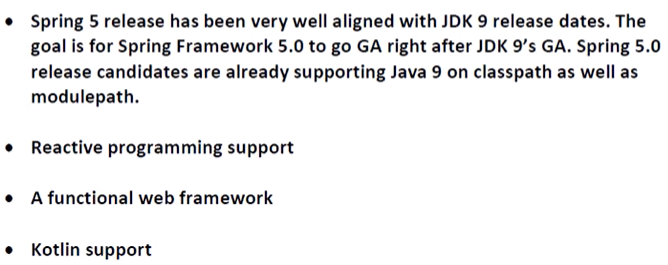 • Spring 5 release has been very well aligned with JDK 9 release dates. The
goal is for Spring Framework 5.0 to go GA right after JDK 9’s GA. Spring 5.0
release candidates are already supporting Java 9 on classpath as well as
modulepath.
• Reactive programming support
• A functional web framework
• Kotlin support